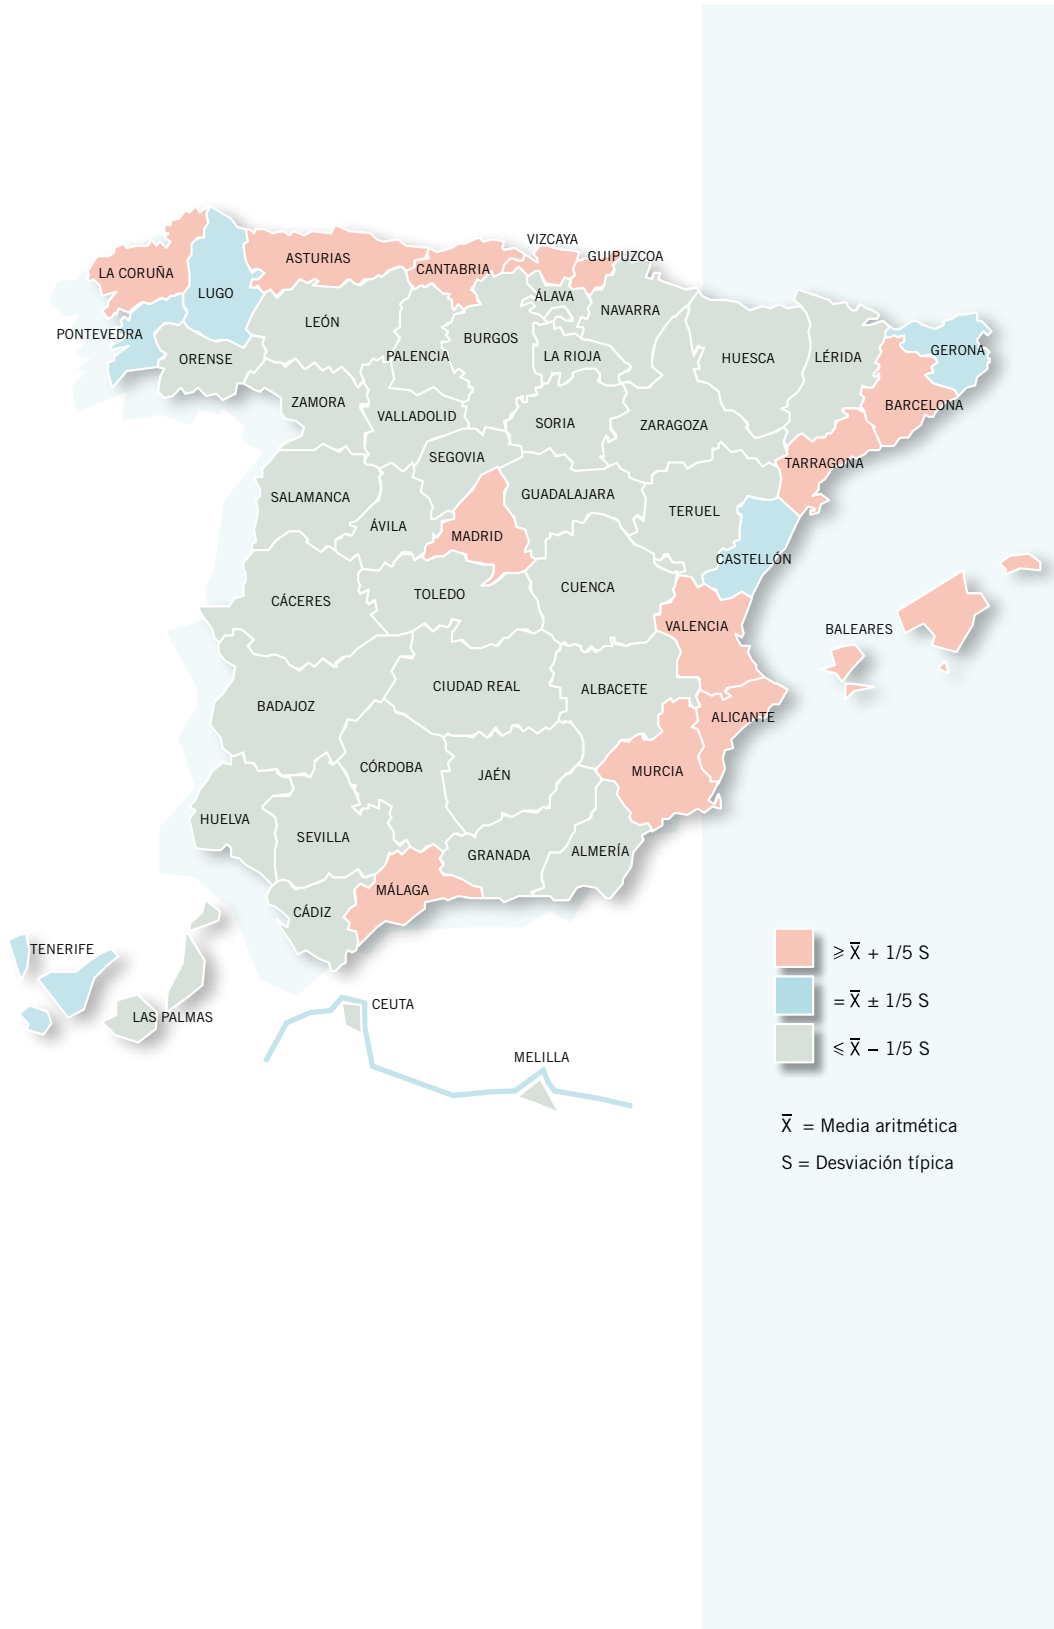 VIZCAYA
GUIPUZCOA
ASTURIAS
CANTABRIA
LA CORUÑA
LUGO
ÁLAVA
NAVARRA
LEÓN
PONTEVEDRA
BURGOS
GERONA
ORENSE
PALENCIA
LA RIOJA
HUESCA
LÉRIDA
ZAMORA
BARCELONA
VALLADOLID
SORIA
ZARAGOZA
SEGOVIA
TARRAGONA
SALAMANCA
GUADALAJARA
TERUEL
ÁVILA
MADRID
CASTELLÓN
CUENCA
TOLEDO
CÁCERES
VALENCIA
BALEARES
CIUDAD REAL
ALBACETE
BADAJOZ
ALICANTE
CÓRDOBA
JAÉN
MURCIA
HUELVA
SEVILLA
GRANADA
ALMERÍA
MÁLAGA
CÁDIZ
TENERIFE
LAS PALMAS
CEUTA
MELILLA
⩾ X̅ + 1/5 S
= X̅ ± 1/5 S
⩽ X̅ – 1/5 S
X̅ = Media aritmética
S = Desviación típica